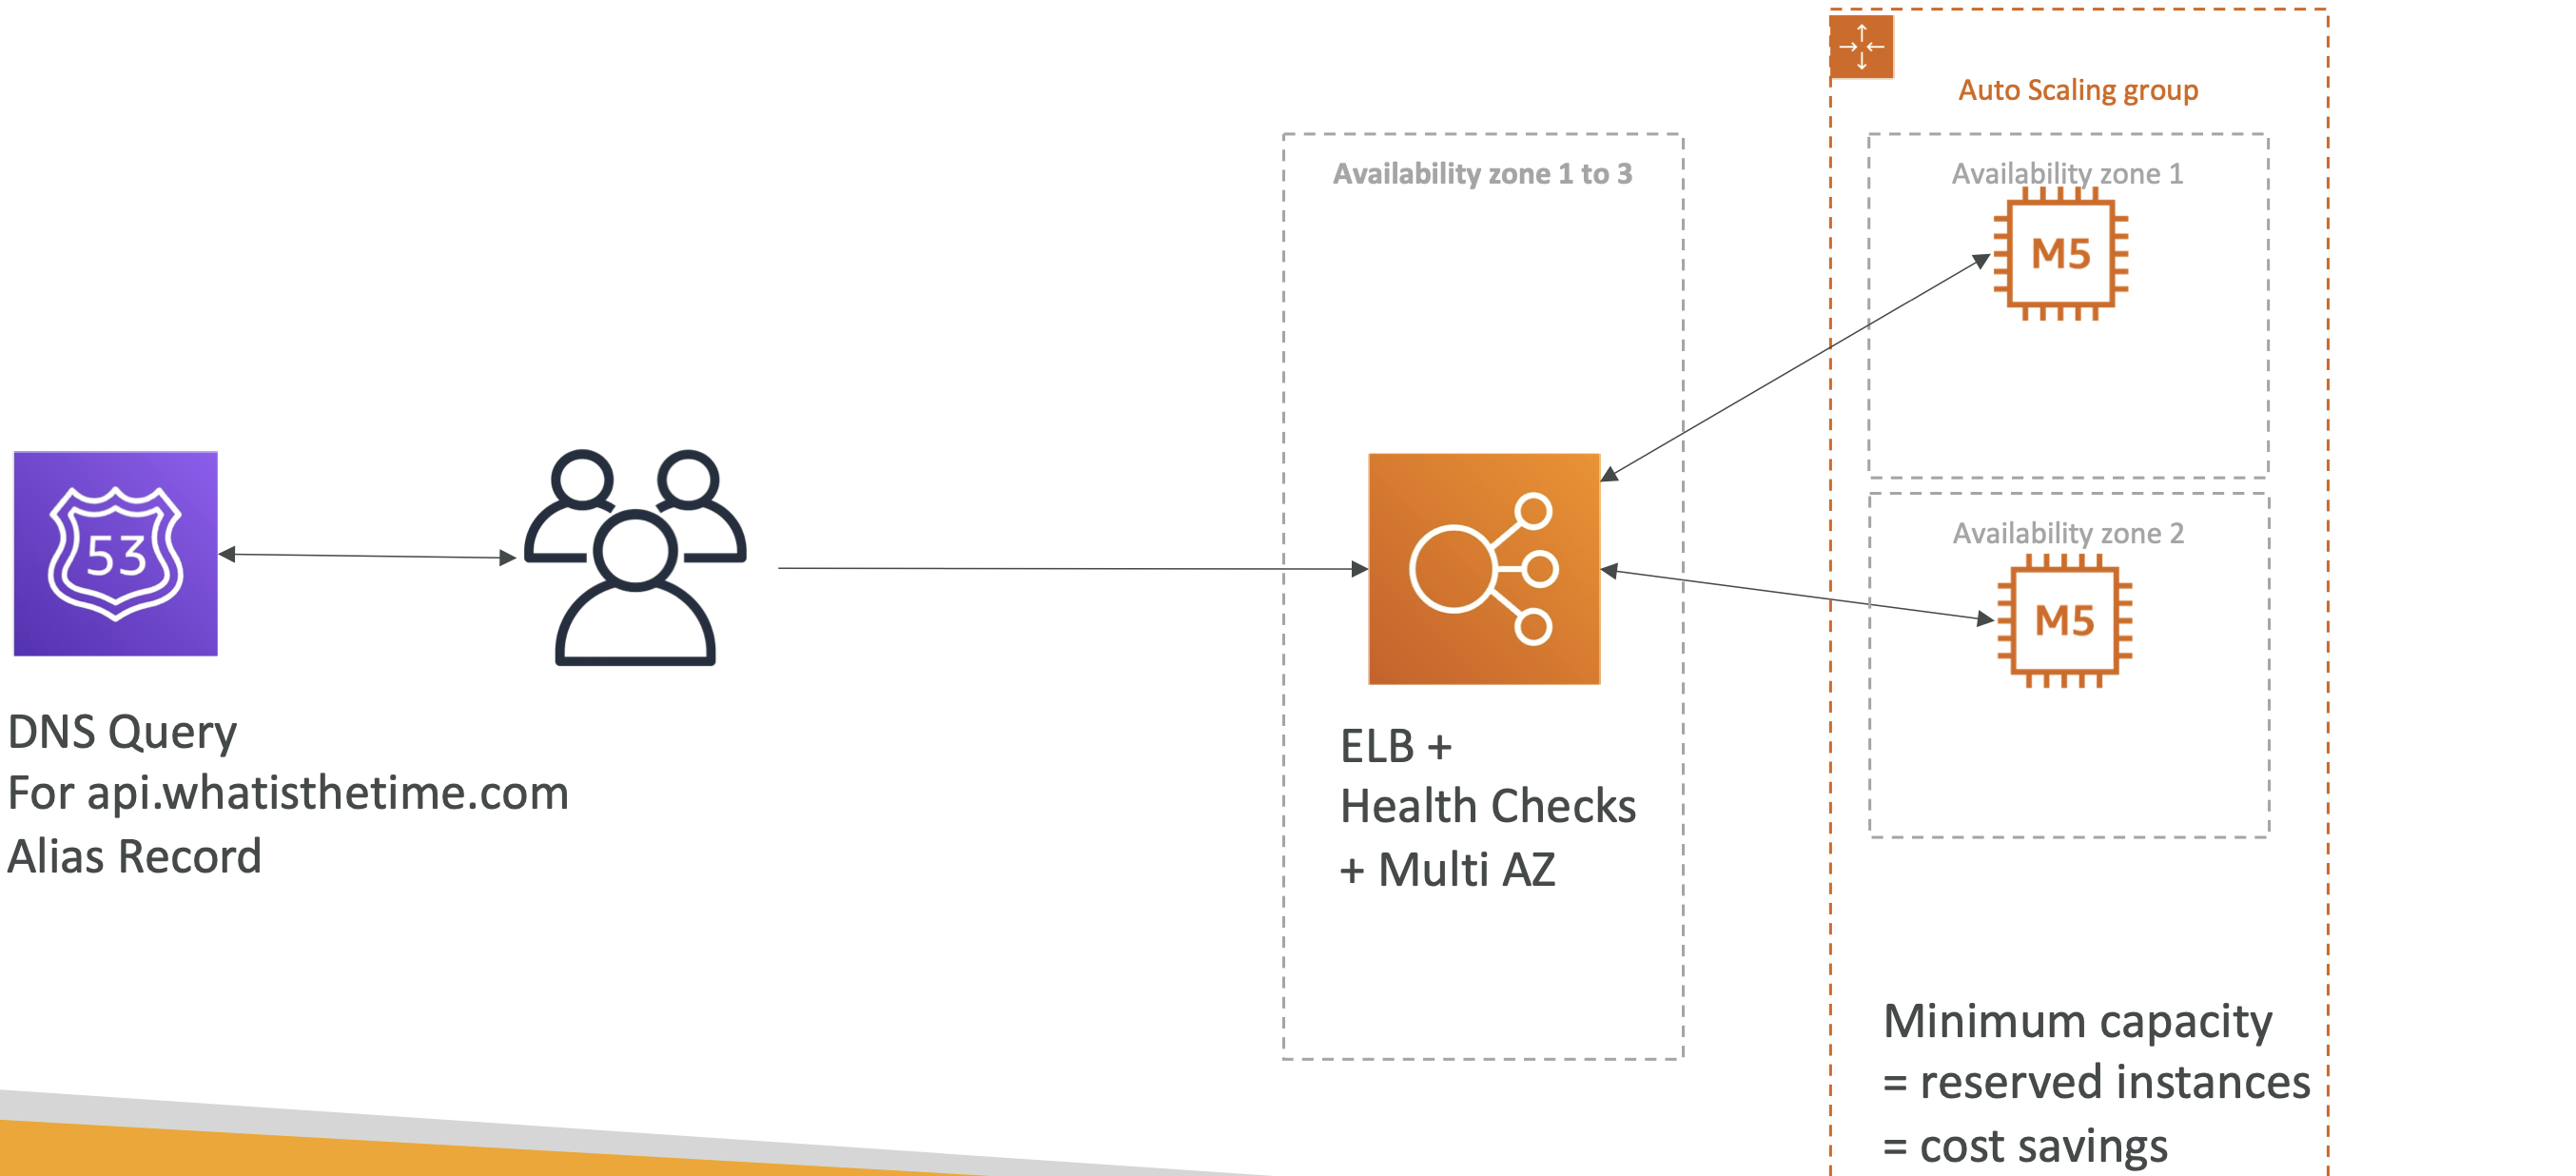 Auto Scaling group
Availability zone 1 to 3
Availability zone 1
M5
53
Availability zone 2
M5
DNS Query
For api.whatisthetime.com
Alias Record
ELB +
Health Checks
+ Multi AZ
Minimum capacity
= reserved instances
= cost savings